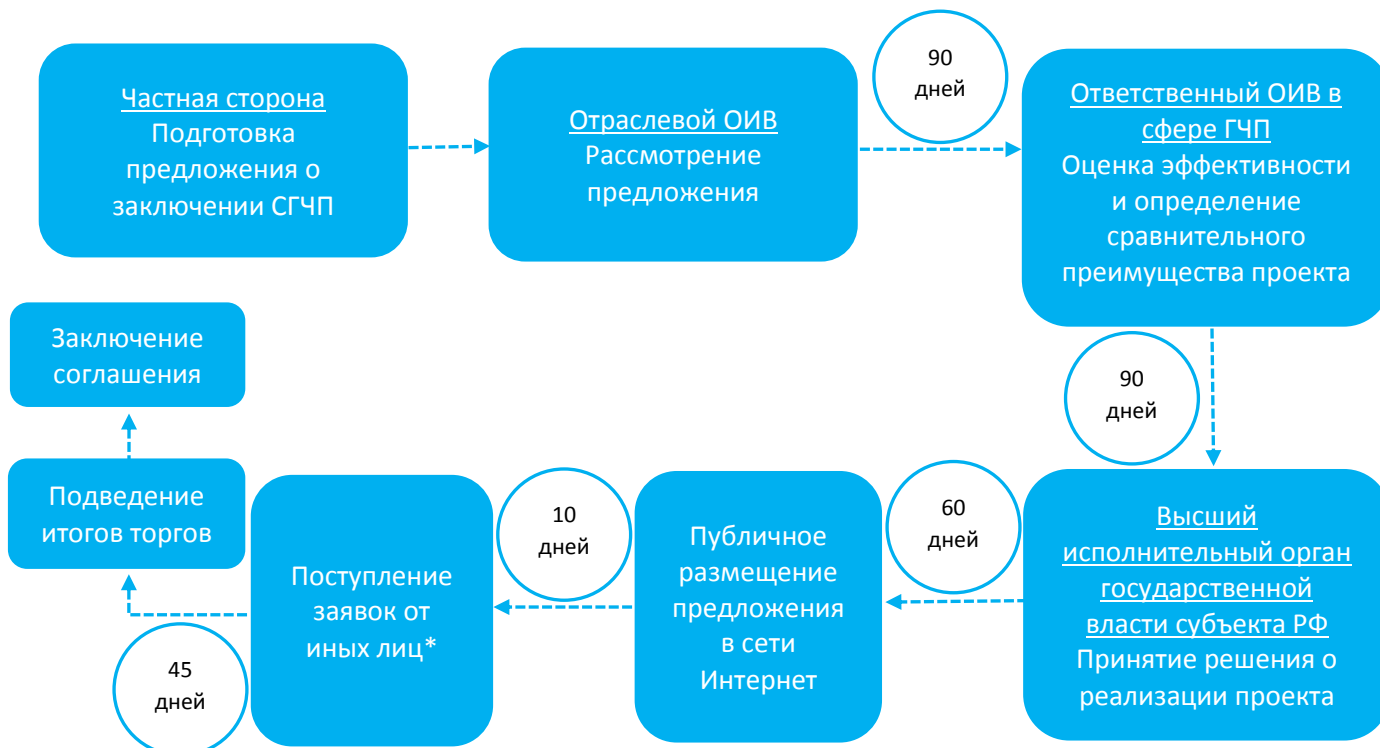 Частная сторона
Подготовка
предложения о
заключении СГЧП
Отраслевой ОИВ
Рассмотрение
предложения
90
дней
Ответственный ОИВ в
сфере ГЧП
Оценка эффективности
и определение
сравнительного
преимущества проекта
90
дней
Высший
исполнительный орган
государственной
власти субъекта РФ
Принятие решения о
реализации проекта
60
дней
Публичное
размещение
предложения
в сети
Интернет
10
дней
Поступление
заявок от
иных лиц*
45
дней
Подведение
итогов торгов
Заключение
соглашения